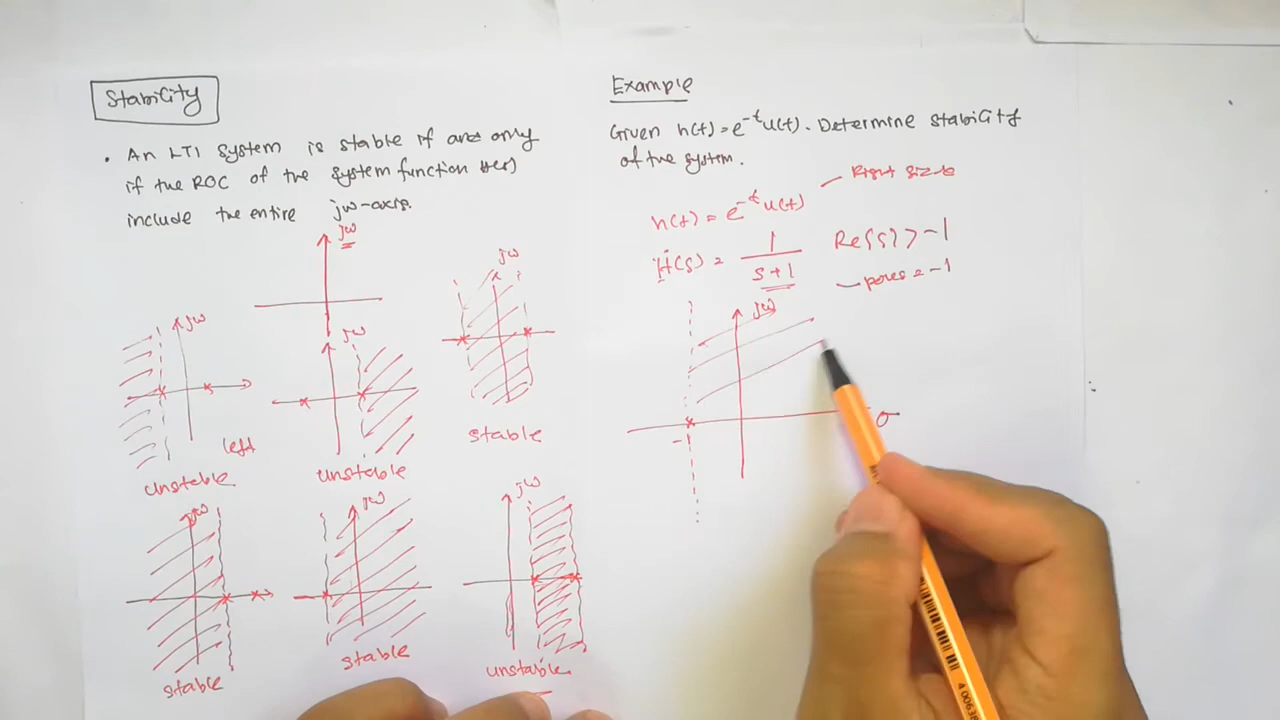 Stability
• An LTI system is stable if and only
if the ROC of the system function H(s)
include the entire jω-axis.
jω
jω
left
unstable
jω
unstable
jω
stable
jω
stable
jω
stable
jω
unstable
Example
Given h(t) = e^-t u(t). Determine stability
of the system.
Right sided
h(t) = e^-t u(t)
H(s) = 1/(s+1) Re{s} > -1
poles = -1
jω
σ
-1